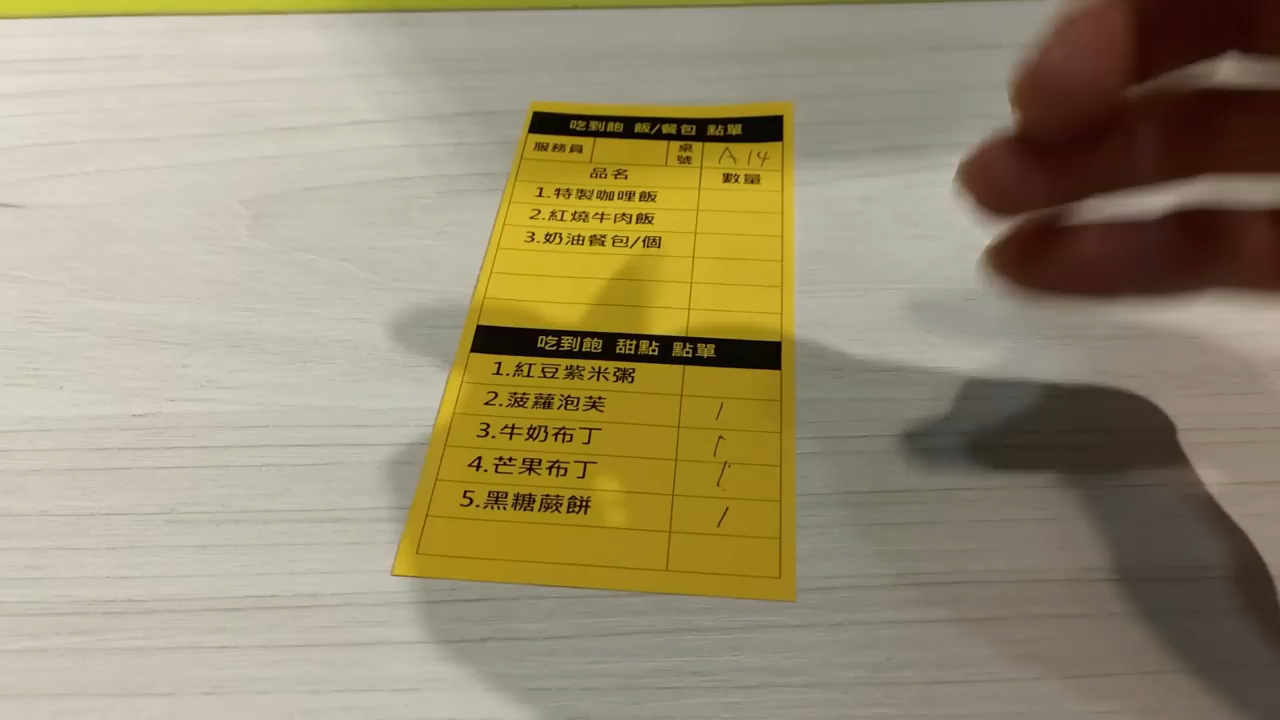 吃到飽 飯/餐包 點單
服務員 桌號 A14
品名 數量
1.特製咖哩飯
2.紅燒牛肉飯
3.奶油餐包/個
吃到飽 甜點 點單
1.紅豆紫米粥
2.菠蘿泡芙 1
3.牛奶布丁 1
4.芒果布丁 1
5.黑糖蕨餅 1